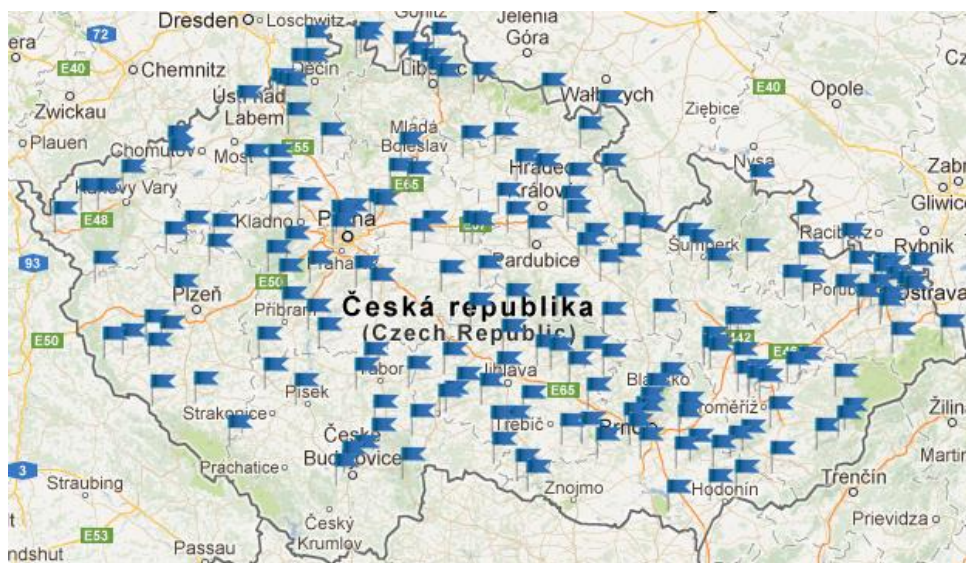 Dresden
Loschwitz
Jelenia
Góra
72
E40
Chemnitz
Děčín
Zwickau
Wałbrzych
Opole
E40
Ústí nad
Labem
Ziębice
Plauen
Chomutov
Most
E55
Mladá
Boleslav
Nysa
Karlovy Vary
E65
Hradec
Králové
Gliwice
E48
Kladno
Praha
Racibórz
Rybnik
93
Šumperk
Pardubice
E50
Plzeň
Příbram
Ostrava
Česká republika
(Czech Republic)
E50
E442
E462
Tábor
Jihlava
E65
Blansko
Písek
Strakonice
Třebíč
Brno
Kroměříž
Žilina
České
Budějovice
3
Prachatice
Martin
Straubing
Znojmo
Hodonín
Trenčín
Český
Krumlov
Prievidza
E53
Passau